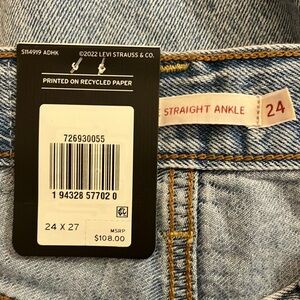 S114919 ADHK
©2022 LEVI STRAUSS & CO.
PRINTED ON RECYCLED PAPER
726930055
1 94328 57702 0
24 X 27
MSRP
$108.00
STRAIGHT ANKLE
24